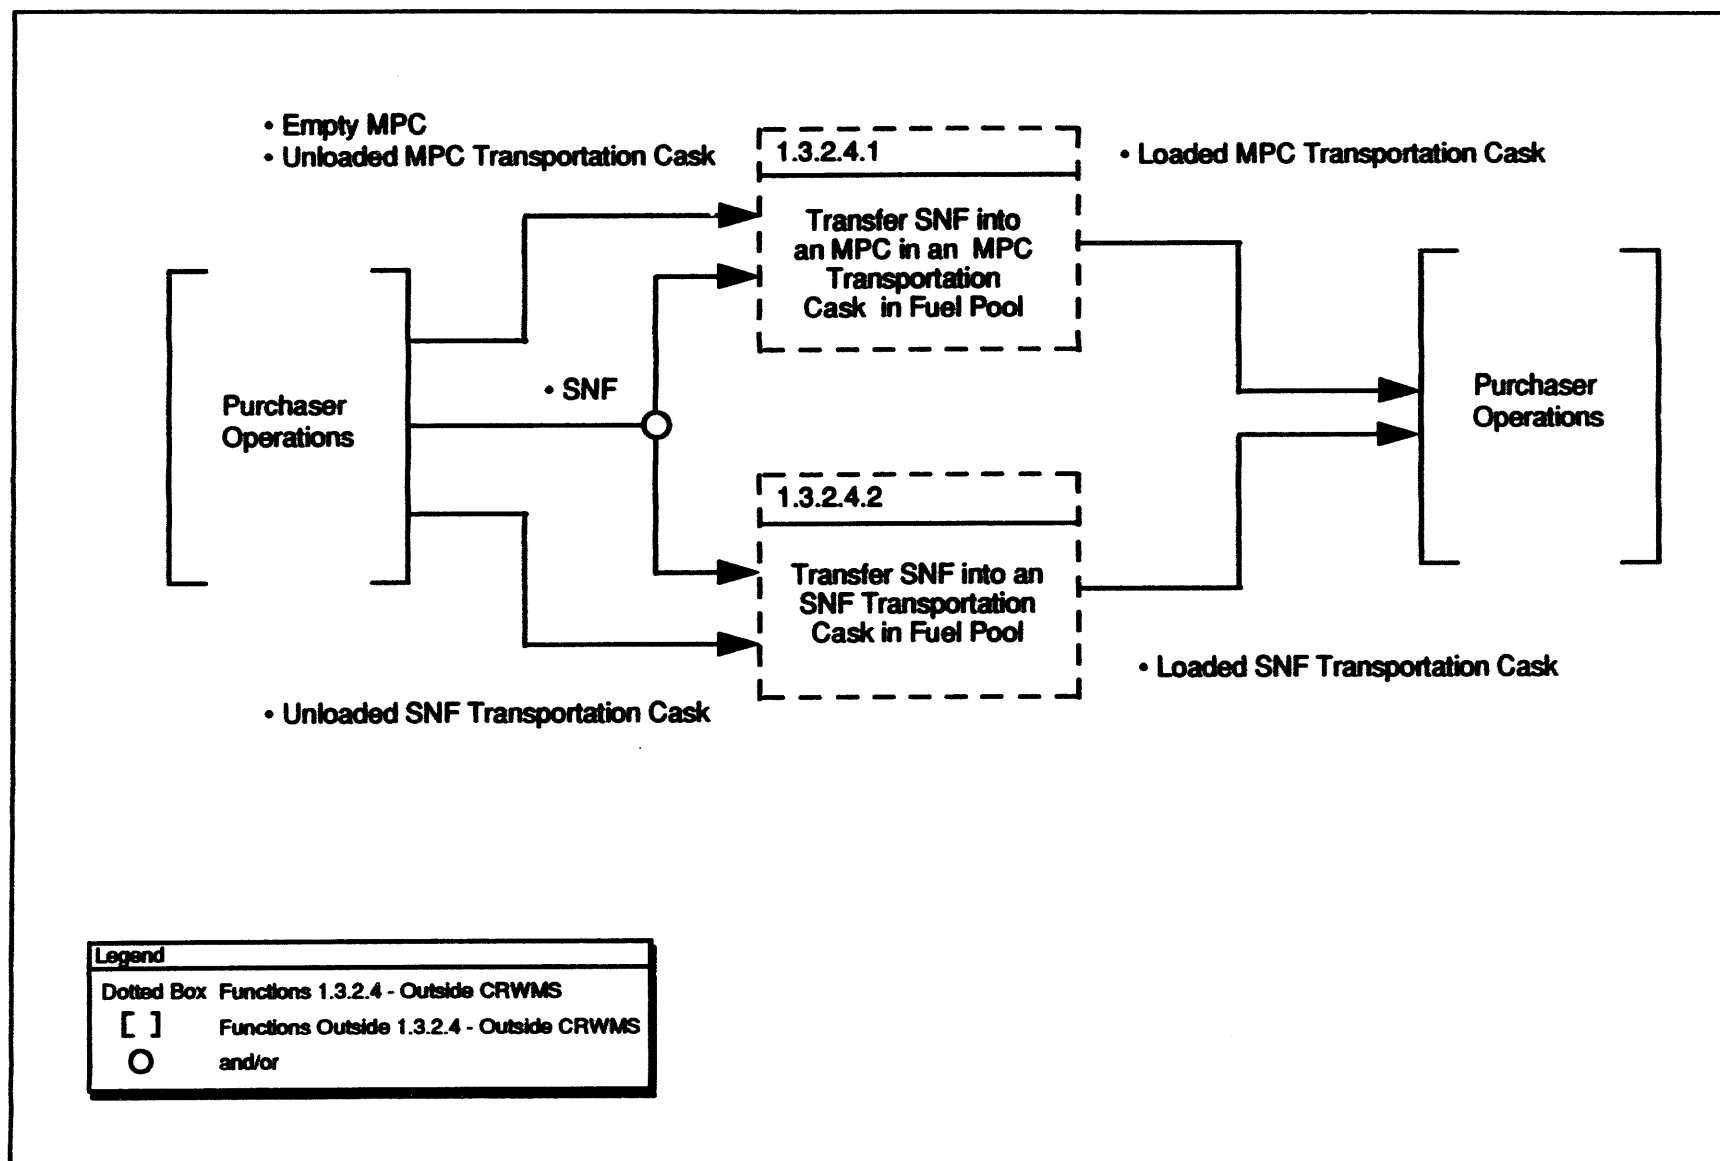 • Empty MPC
• Unloaded MPC Transportation Cask
1.3.2.4.1
• Loaded MPC Transportation Cask
Transfer SNF into
an MPC in an MPC
Transportation
Cask in Fuel Pool
• SNF
Purchaser
Operations
Purchaser
Operations
1.3.2.4.2
Transfer SNF into an
SNF Transportation
Cask in Fuel Pool
• Loaded SNF Transportation Cask
• Unloaded SNF Transportation Cask
Legend
Dotted Box Functions 1.3.2.4 - Outside CRWMS
[ ] Functions Outside 1.3.2.4 - Outside CRWMS
and/or